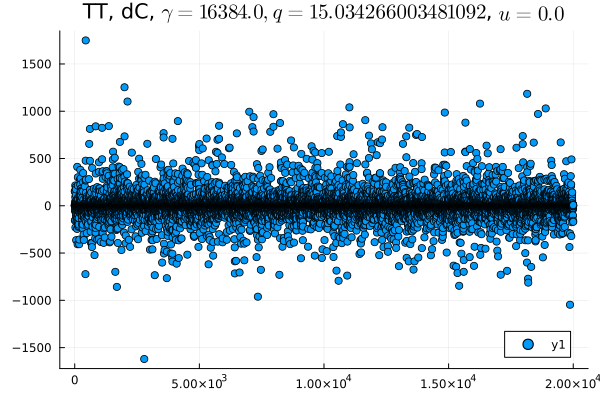 TT, dC, γ = 16384.0, q = 15.034266003481092, u = 0.0
1500
1000
500
0
−500
−1000
−1500
0 5.00×10³ 1.00×10⁴ 1.50×10⁴ 2.00×10⁴
y1